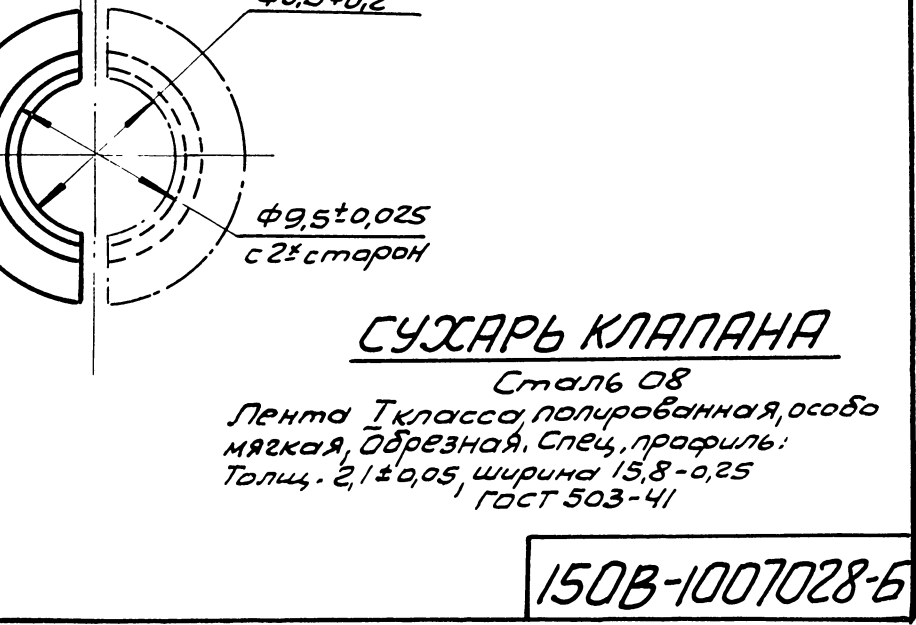 ф9,5±0,025
с 2х сторон
СУХАРЬ КЛАПАНА
Сталь 08
Лента I класса, полированная, особо
мягкая, обрезная. Спец. профиль:
Толщ. 2,1±0,05, ширина 15,8-0,25
ГОСТ 503-41
150В-1007028-Б